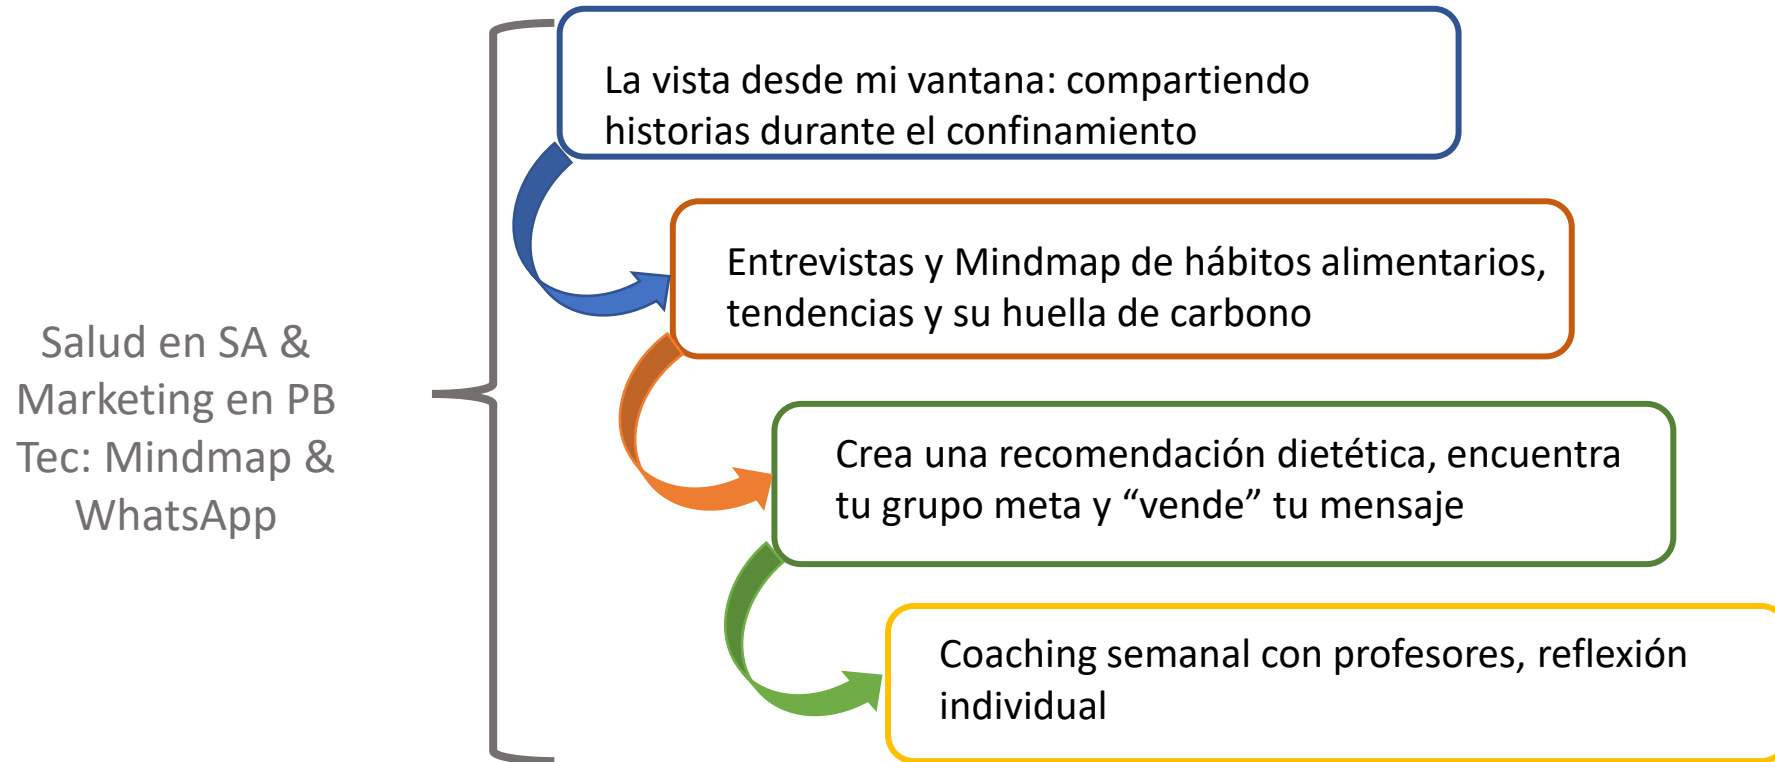 Salud en SA &
Marketing en PB
Tec: Mindmap &
WhatsApp
La vista desde mi vantana: compartiendo
historias durante el confinamiento
Entrevistas y Mindmap de hábitos alimentarios,
tendencias y su huella de carbono
Crea una recomendación dietética, encuentra
tu grupo meta y “vende” tu mensaje
Coaching semanal con profesores, reflexión
individual